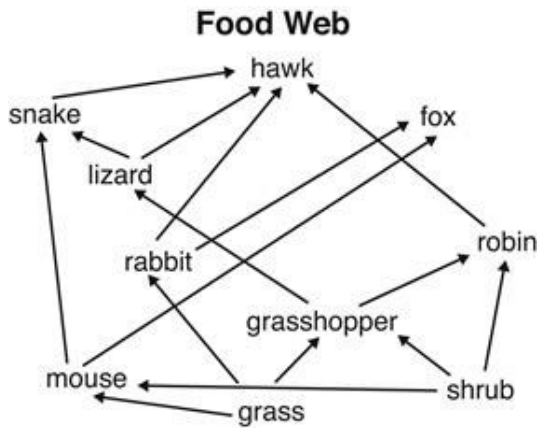 Food Web
hawk
snake
fox
lizard
robin
rabbit
grasshopper
mouse
shrub
grass